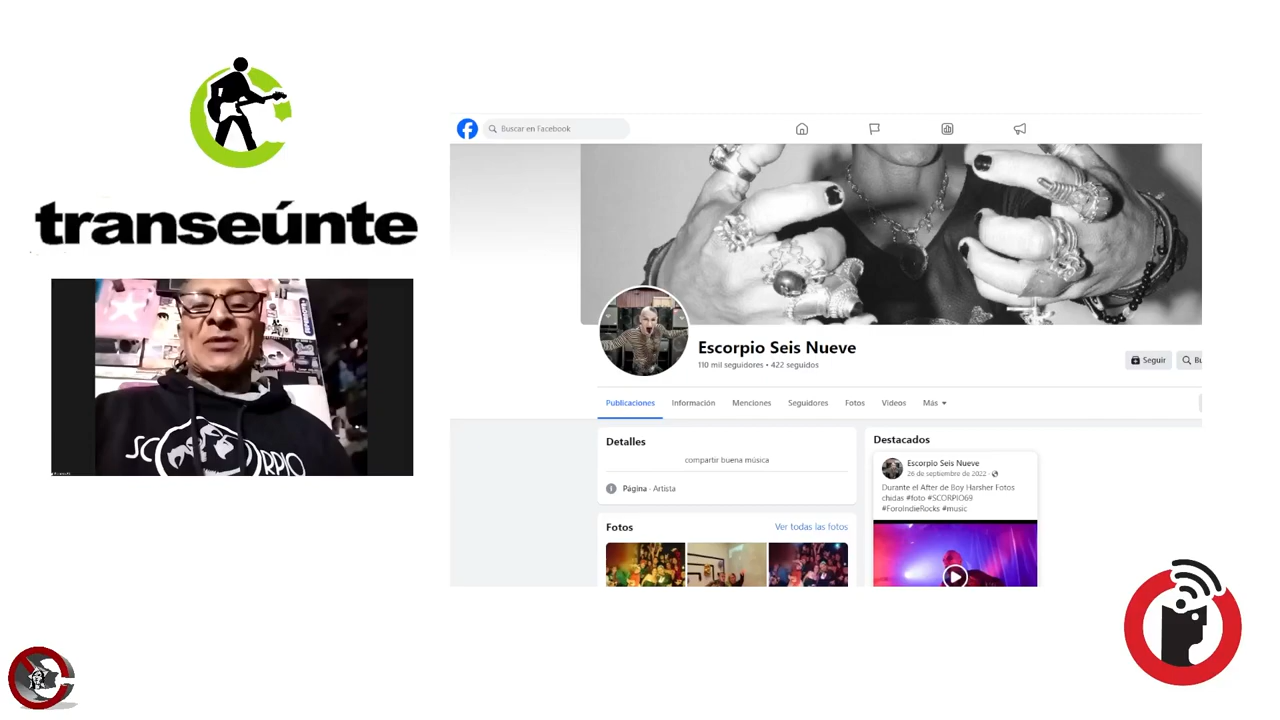 transeúnte
SCORPIO
Buscar en Facebook
Escorpio Seis Nueve
110 mil seguidores • 422 seguidos
Seguir
Bu
Publicaciones Información Menciones Seguidores Fotos Videos Más
Detalles
compartir buena música
Página · Artista
Fotos
Ver todas las fotos
Destacados
Escorpio Seis Nueve
26 de septiembre de 2022
Durante el After de Boy Harsher Fotos
chidas #foto #SCORPIO69
#ForoIndieRocks #music